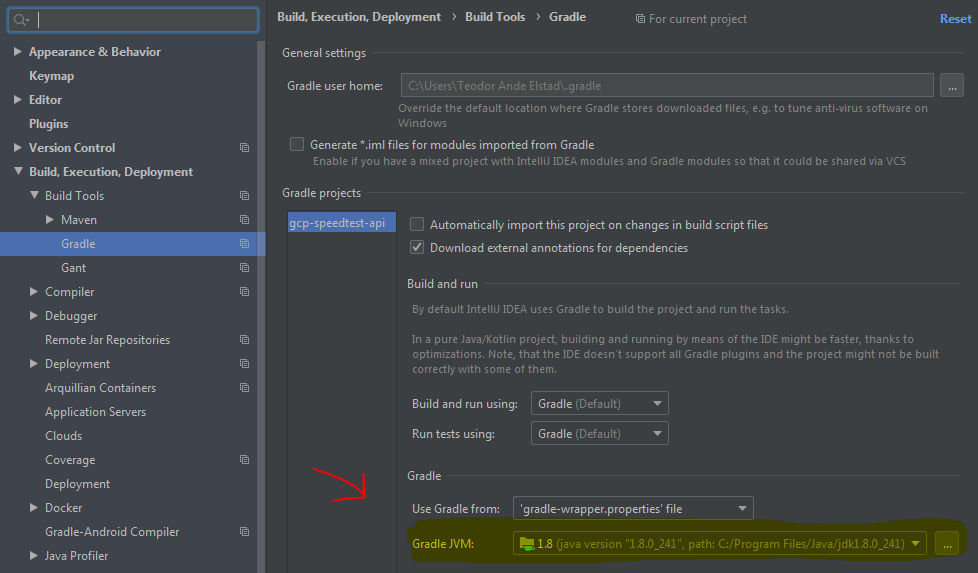 Build, Execution, Deployment › Build Tools › Gradle
For current project
Reset
Appearance & Behavior
Keymap
Editor
Plugins
Version Control
Build, Execution, Deployment
Build Tools
Maven
Gradle
Gant
Compiler
Debugger
Remote Jar Repositories
Deployment
Arquillian Containers
Application Servers
Clouds
Coverage
Deployment
Docker
Gradle-Android Compiler
Java Profiler
General settings
Gradle user home: C:\Users\Teodor Ande Elstad\.gradle ...
Override the default location where Gradle stores downloaded files, e.g. to tune anti-virus software on
Windows
Generate *.iml files for modules imported from Gradle
Enable if you have a mixed project with IntelliJ IDEA modules and Gradle modules so that it could be shared via VCS
Gradle projects
gcp-speedtest-api
Automatically import this project on changes in build script files
Download external annotations for dependencies
Build and run
By default IntelliJ IDEA uses Gradle to build the project and run the tasks.
In a pure Java/Kotlin project, building and running by means of the IDE might be faster, thanks to
optimizations. Note, that the IDE doesn't support all Gradle plugins and the project might not be built
correctly with some of them.
Build and run using: Gradle (Default)
Run tests using: Gradle (Default)
Gradle
Use Gradle from: 'gradle-wrapper.properties' file
Gradle JVM: 1.8 (java version "1.8.0_241", path: C:/Program Files/Java/jdk1.8.0_241) ...